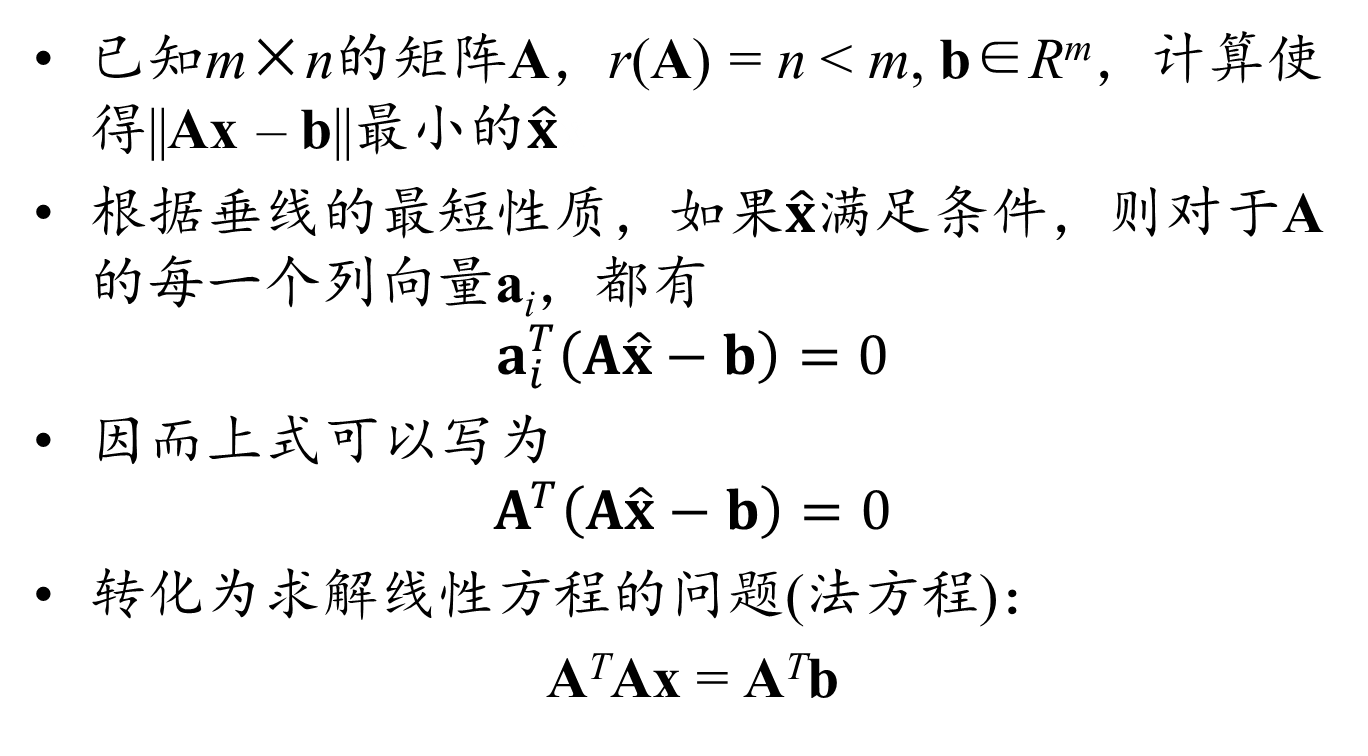 • 已知m×n的矩阵A，r(A) = n < m, b∈Rᵐ，计算使
得||Ax – b||最小的x̂
• 根据垂线的最短性质，如果x̂满足条件，则对于A
的每一个列向量aᵢ，都有
aᵢᵀ(Ax̂ − b) = 0
• 因而上式可以写为
Aᵀ(Ax̂ − b) = 0
• 转化为求解线性方程的问题(法方程)：
AᵀAx = Aᵀb